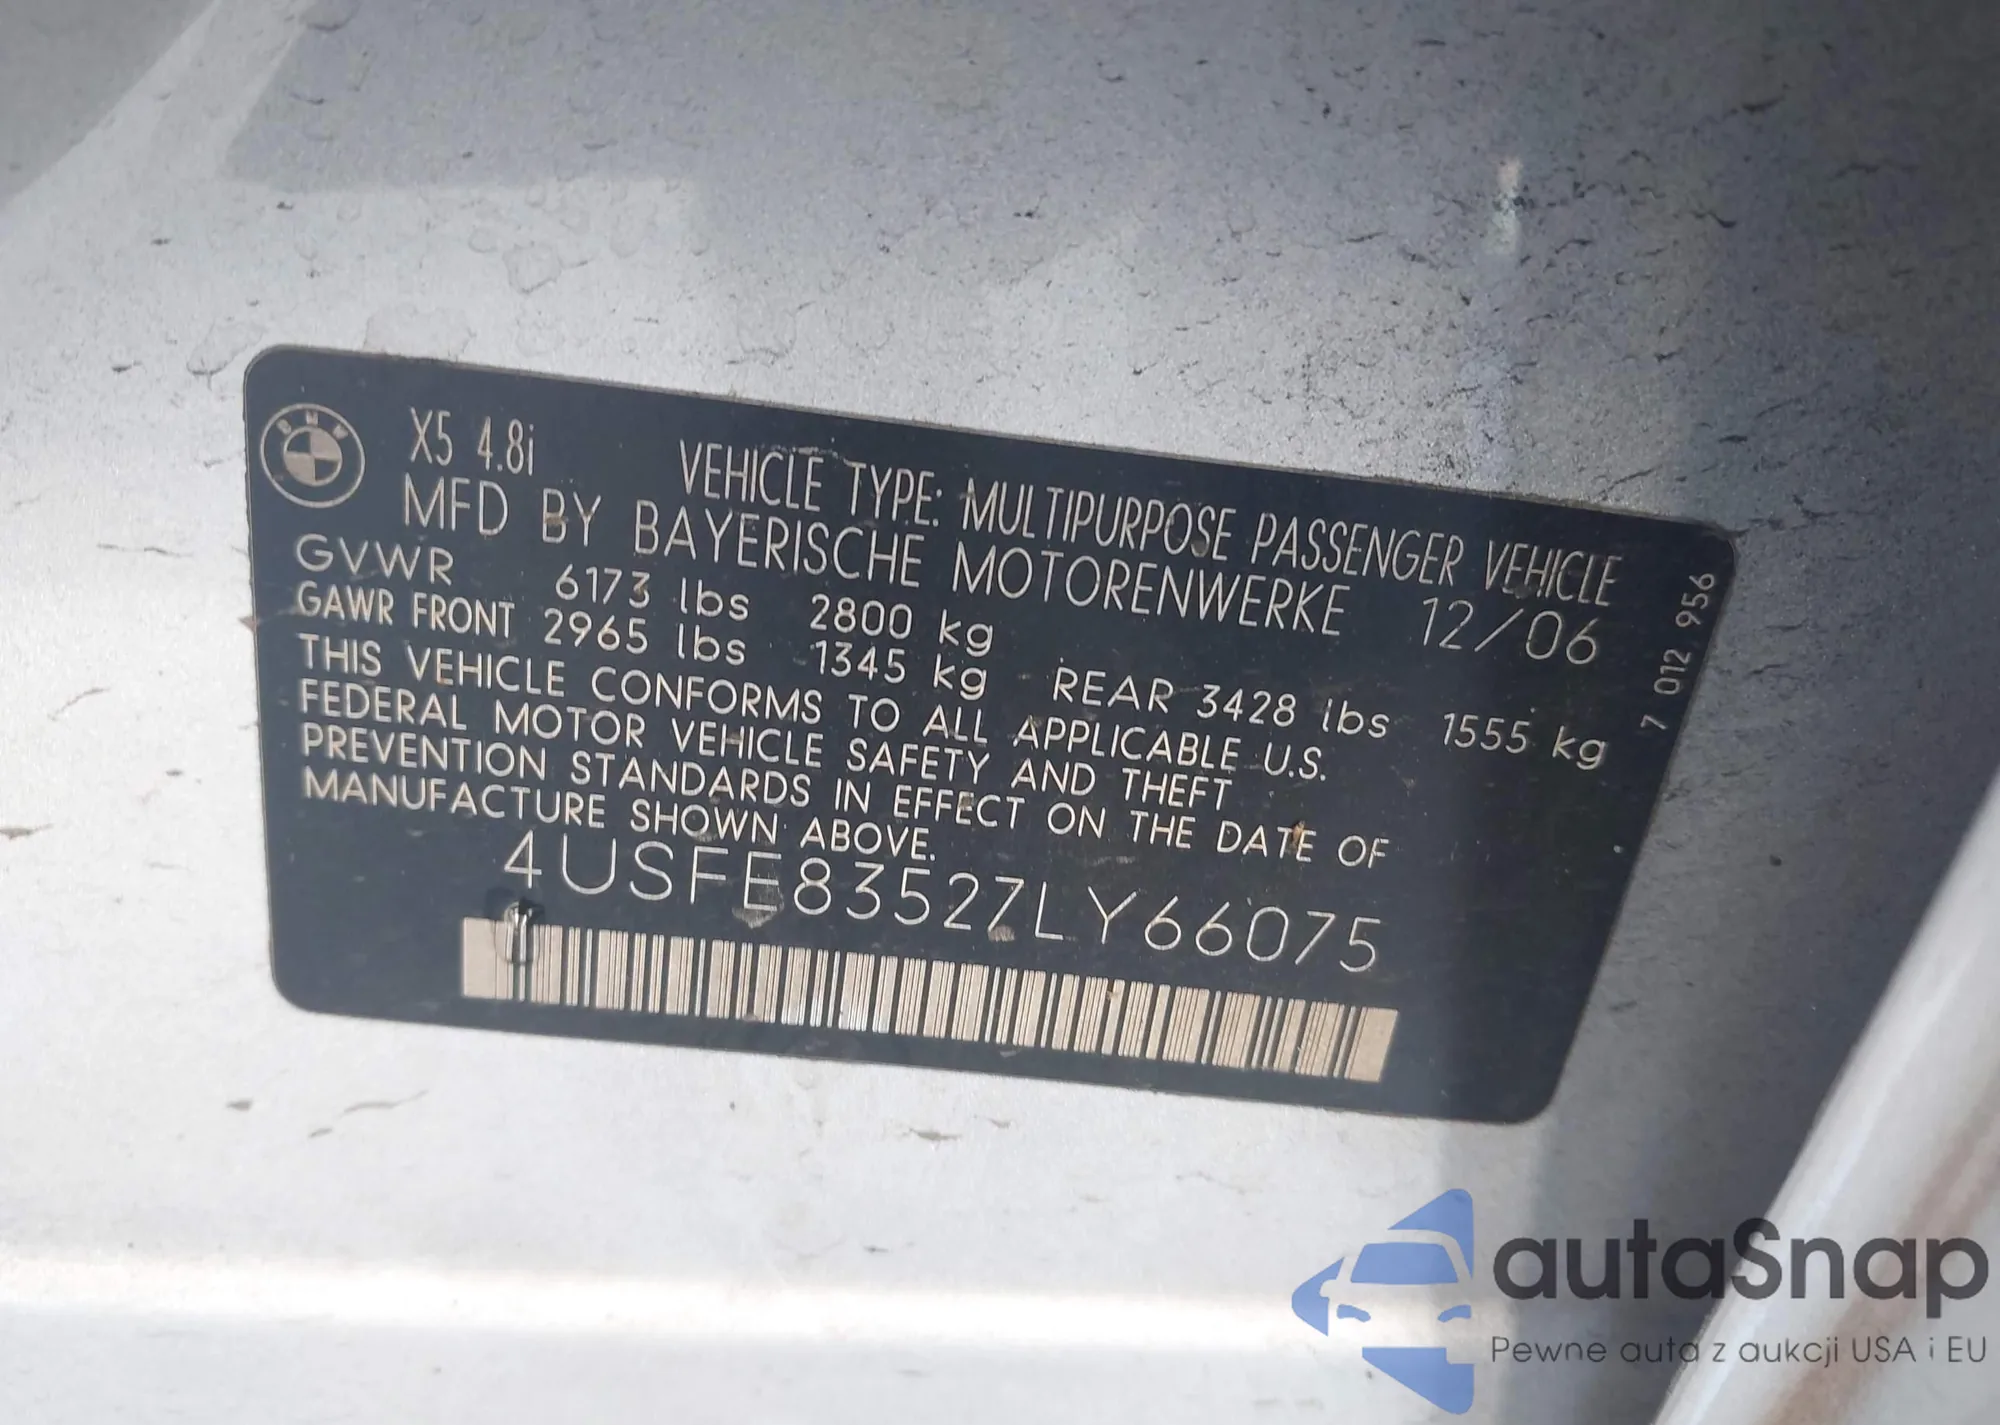 BMW
X5 4.8i VEHICLE TYPE: MULTIPURPOSE PASSENGER VEHICLE
MFD BY BAYERISCHE MOTORENWERKE 12/06
GVWR 6173 lbs 2800 kg
GAWR FRONT 2965 lbs 1345 kg REAR 3428 lbs 1555 kg
THIS VEHICLE CONFORMS TO ALL APPLICABLE U.S.
FEDERAL MOTOR VEHICLE SAFETY AND THEFT
PREVENTION STANDARDS IN EFFECT ON THE DATE OF
MANUFACTURE SHOWN ABOVE.
4USFE83527LY66075
7 012 956
autaSnap
Pewne auta z aukcji USA i EU